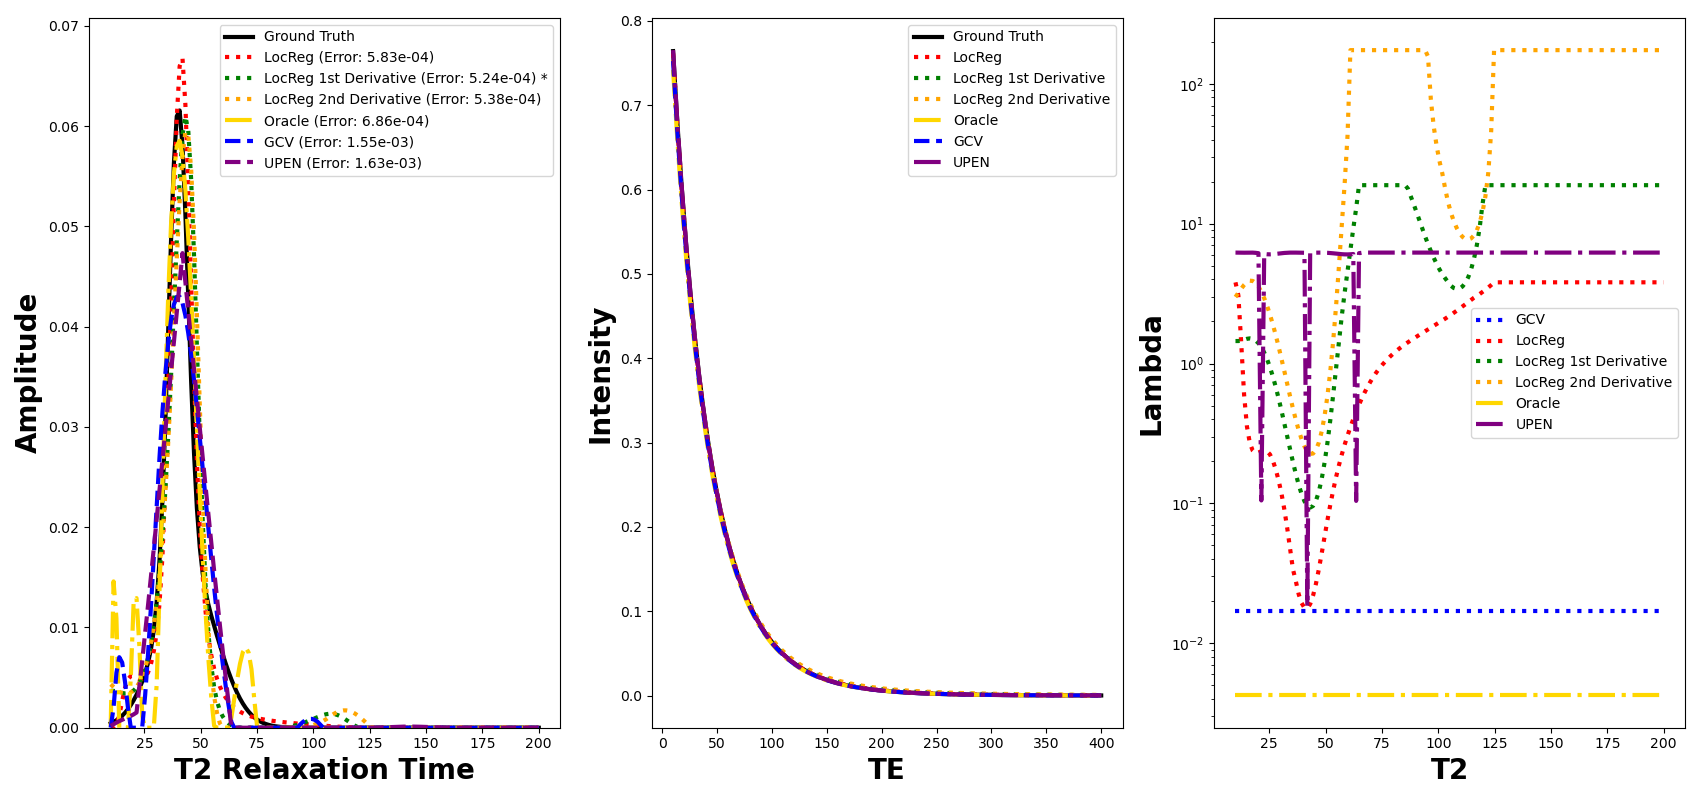 0.07
0.06
0.05
0.04
0.03
0.02
0.01
0.00
Amplitude
Ground Truth
LocReg (Error: 5.83e-04)
LocReg 1st Derivative (Error: 5.24e-04) *
LocReg 2nd Derivative (Error: 5.38e-04)
Oracle (Error: 6.86e-04)
GCV (Error: 1.55e-03)
UPEN (Error: 1.63e-03)
25 50 75 100 125 150 175 200
T2 Relaxation Time
0.8
0.7
0.6
0.5
0.4
0.3
0.2
0.1
0.0
Intensity
Ground Truth
LocReg
LocReg 1st Derivative
LocReg 2nd Derivative
Oracle
GCV
UPEN
0 50 100 150 200 250 300 350 400
TE
10²
10¹
10⁰
10⁻¹
10⁻²
Lambda
GCV
LocReg
LocReg 1st Derivative
LocReg 2nd Derivative
Oracle
UPEN
25 50 75 100 125 150 175 200
T2